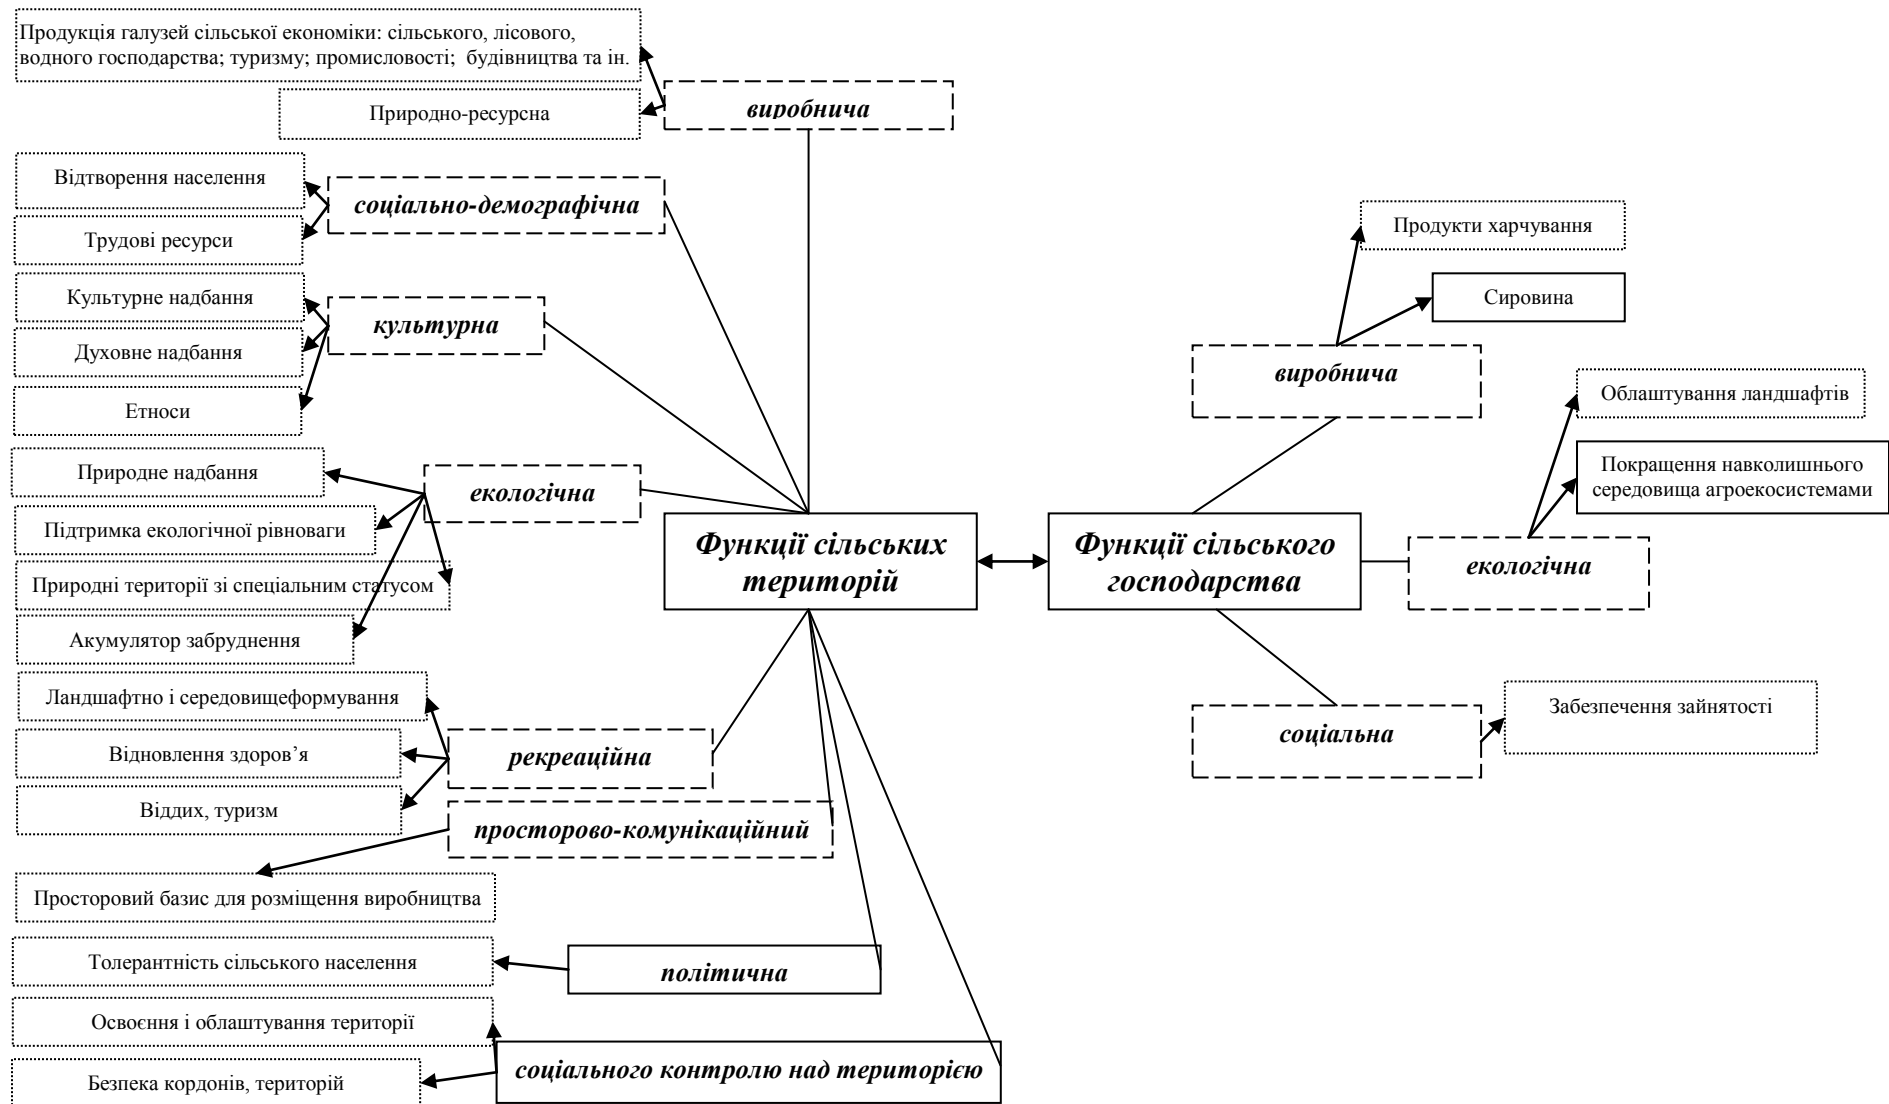 Продукція галузей сільської економіки: сільського, лісового,
водного господарства; туризму; промисловості; будівництва та ін.
виробнича
Природно-ресурсна
Відтворення населення
соціально-демографічна
Трудові ресурси
Культурне надбання
культурна
Духовне надбання
Етноси
Природне надбання
екологічна
Підтримка екологічної рівноваги
Природні території зі спеціальним статусом
Акумулятор забруднення
Функції сільських
територій
Ландшафтно і середовищеформування
Відновлення здоров’я
рекреаційна
Віддих, туризм
просторово-комунікаційний
Просторовий базис для розміщення виробництва
Толерантність сільського населення
політична
Освоєння і облаштування території
соціального контролю над територією
Безпека кордонів, територій
Функції сільського
господарства
Продукти харчування
Сировина
виробнича
Облаштування ландшафтів
Покращення навколишнього
середовища агроекосистемами
екологічна
Забезпечення зайнятості
соціальна